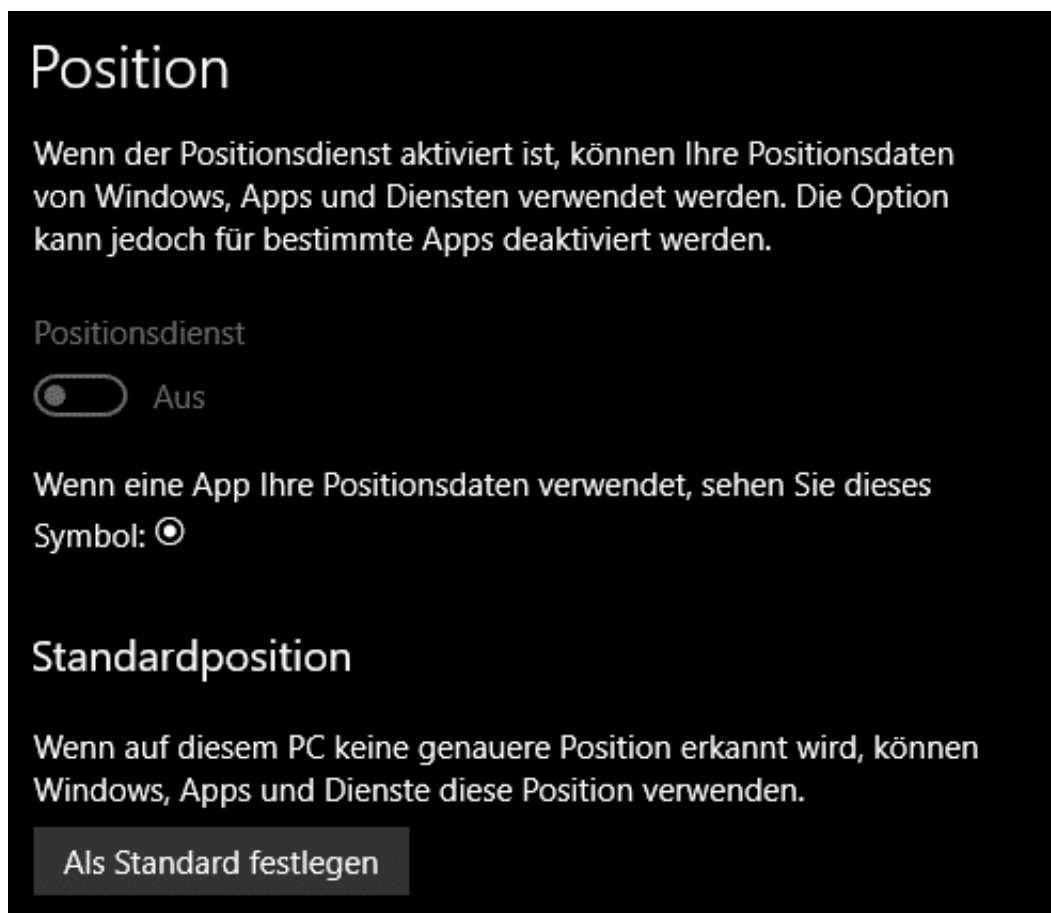 Position
Wenn der Positionsdienst aktiviert ist, können Ihre Positionsdaten
von Windows, Apps und Diensten verwendet werden. Die Option
kann jedoch für bestimmte Apps deaktiviert werden.
Positionsdienst
Aus
Wenn eine App Ihre Positionsdaten verwendet, sehen Sie dieses
Symbol:
Standardposition
Wenn auf diesem PC keine genauere Position erkannt wird, können
Windows, Apps und Dienste diese Position verwenden.
Als Standard festlegen